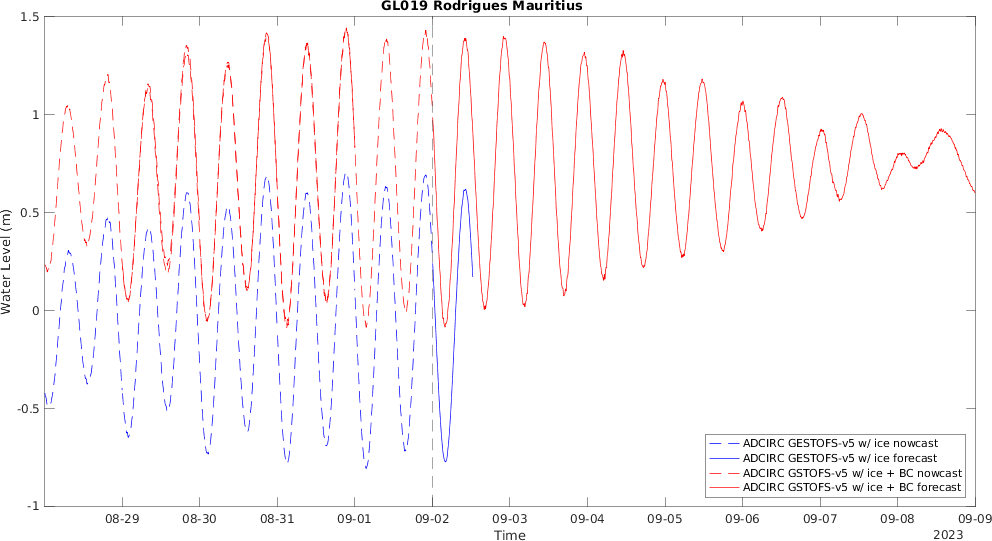 GL019 Rodrigues Mauritius
1.5
1
0.5
0
-0.5
-1
Water Level (m)
ADCIRC GESTOFS-v5 w/ ice nowcast
ADCIRC GESTOFS-v5 w/ ice forecast
ADCIRC GSTOFS-v5 w/ ice + BC nowcast
ADCIRC GSTOFS-v5 w/ ice + BC forecast
08-29 08-30 08-31 09-01 09-02 09-03 09-04 09-05 09-06 09-07 09-08 09-09
Time
2023